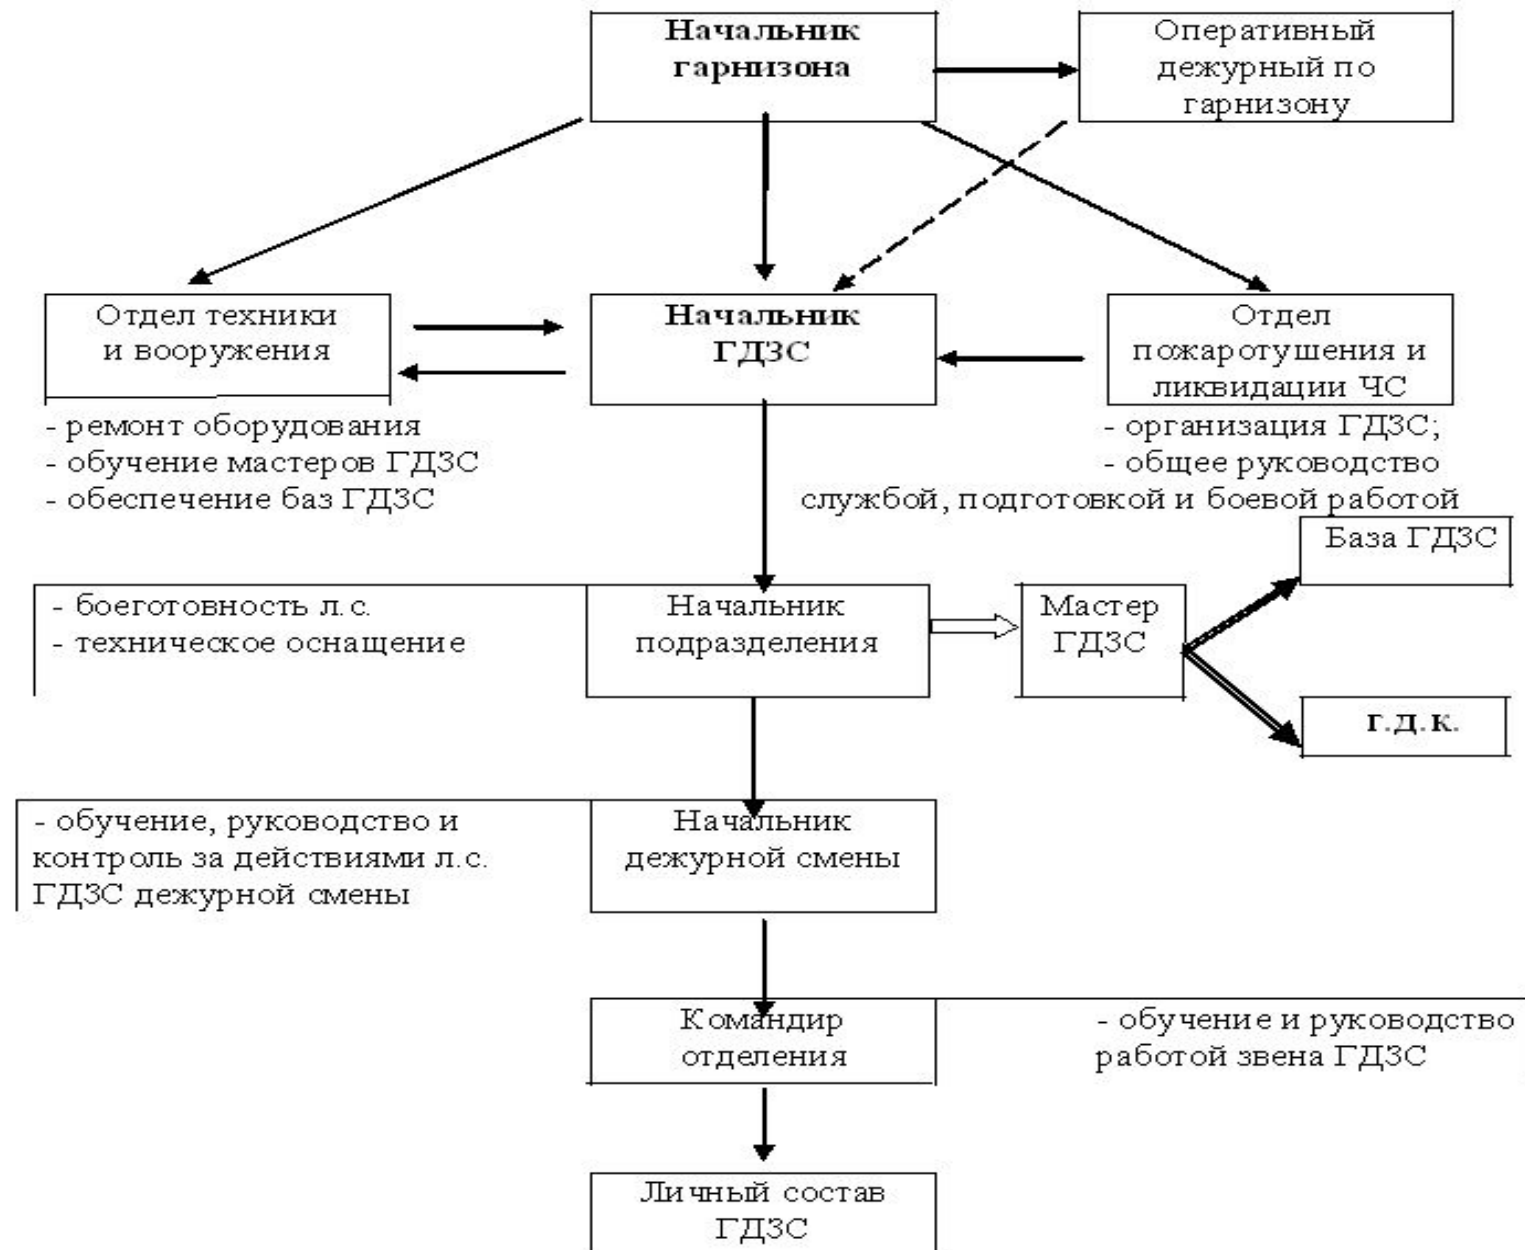 Начальник
гарнизона
Оперативный
дежурный по
гарнизону
Отдел техники
и вооружения
Начальник
ГДЗС
Отдел
пожаротушения и
ликвидации ЧС
- ремонт оборудования
- обучение мастеров ГДЗС
- обеспечение баз ГДЗС
- организация ГДЗС;
- общее руководство
службой, подготовкой и боевой работой
База ГДЗС
- боеготовность л.с.
- техническое оснащение
Начальник
подразделения
Мастер
ГДЗС
г.д.к.
- обучение, руководство и
контроль за действиями л.с.
ГДЗС дежурной смены
Начальник
дежурной смены
Командир
отделения
- обучение и руководство
работой звена ГДЗС
Личный состав
ГДЗС